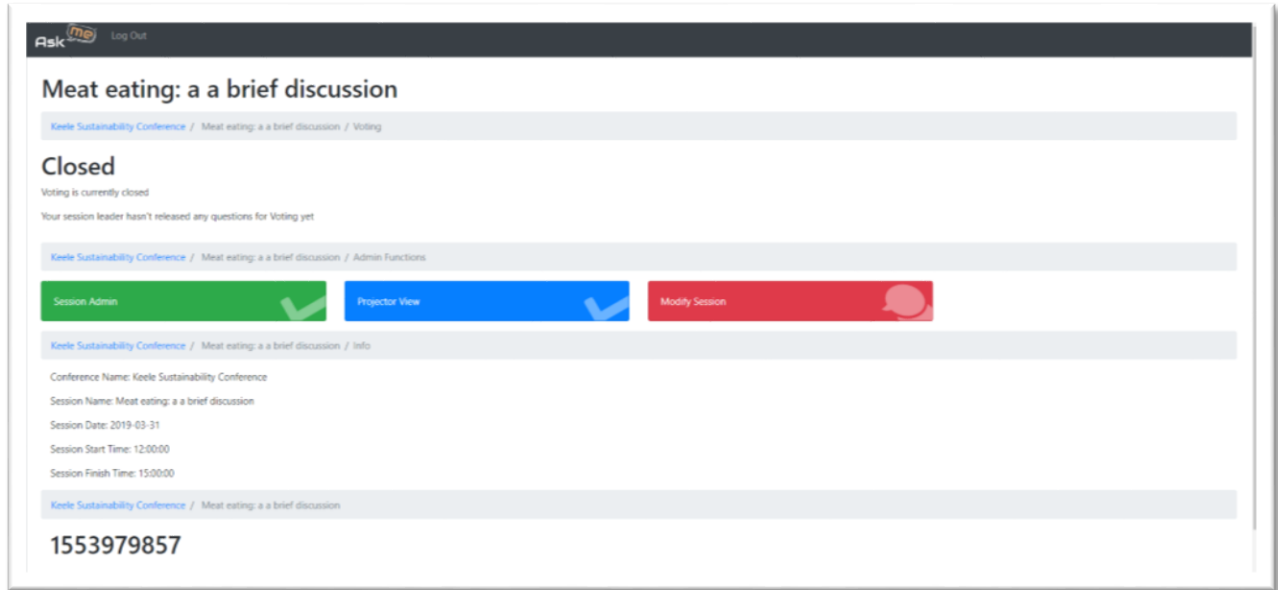 Ask me Log Out
Meat eating: a a brief discussion
Keele Sustainability Conference / Meat eating: a a brief discussion / Voting
Closed
Voting is currently closed
Your session leader hasn't released any questions for Voting yet
Keele Sustainability Conference / Meat eating: a a brief discussion / Admin Functions
Session Admin Projector View Modify Session
Keele Sustainability Conference / Meat eating: a a brief discussion / Info
Conference Name: Keele Sustainability Conference
Session Name: Meat eating: a a brief discussion
Session Date: 2019-03-31
Session Start Time: 12:00:00
Session Finish Time: 15:00:00
Keele Sustainability Conference / Meat eating: a a brief discussion
1553979857